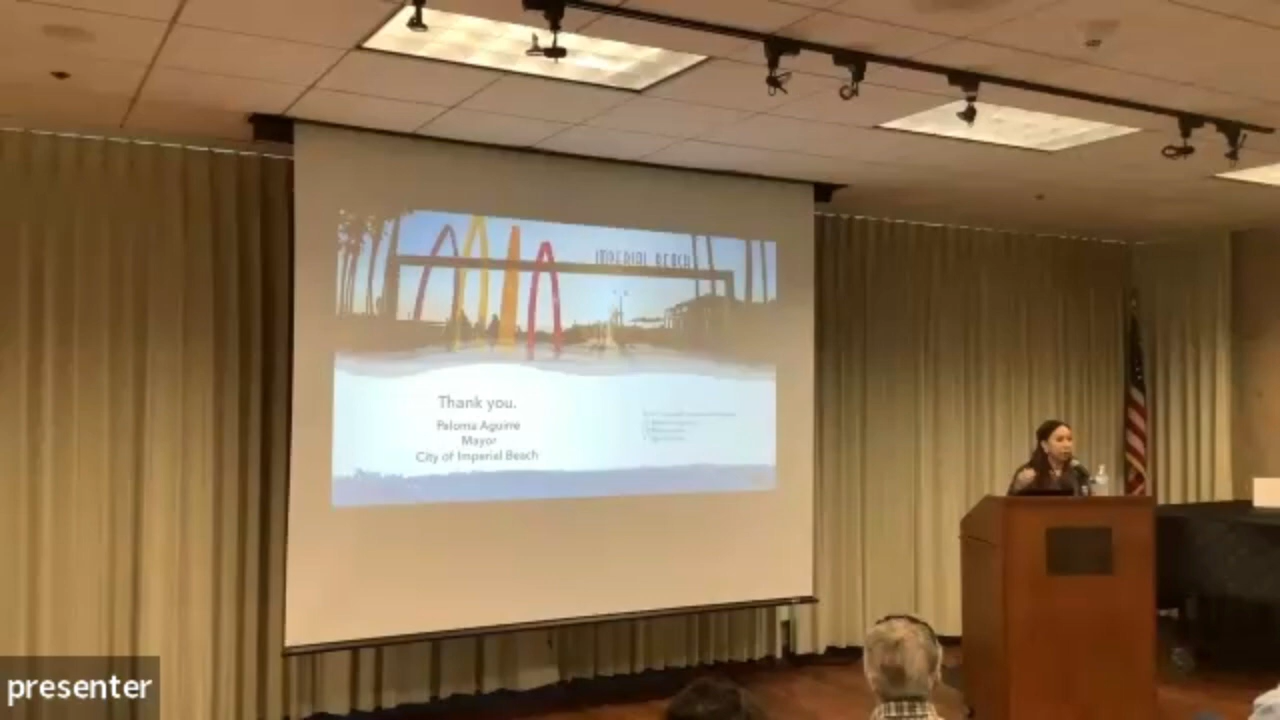 IMPERIAL BEACH
Thank you.
Paloma Aguirre
Mayor
City of Imperial Beach
presenter